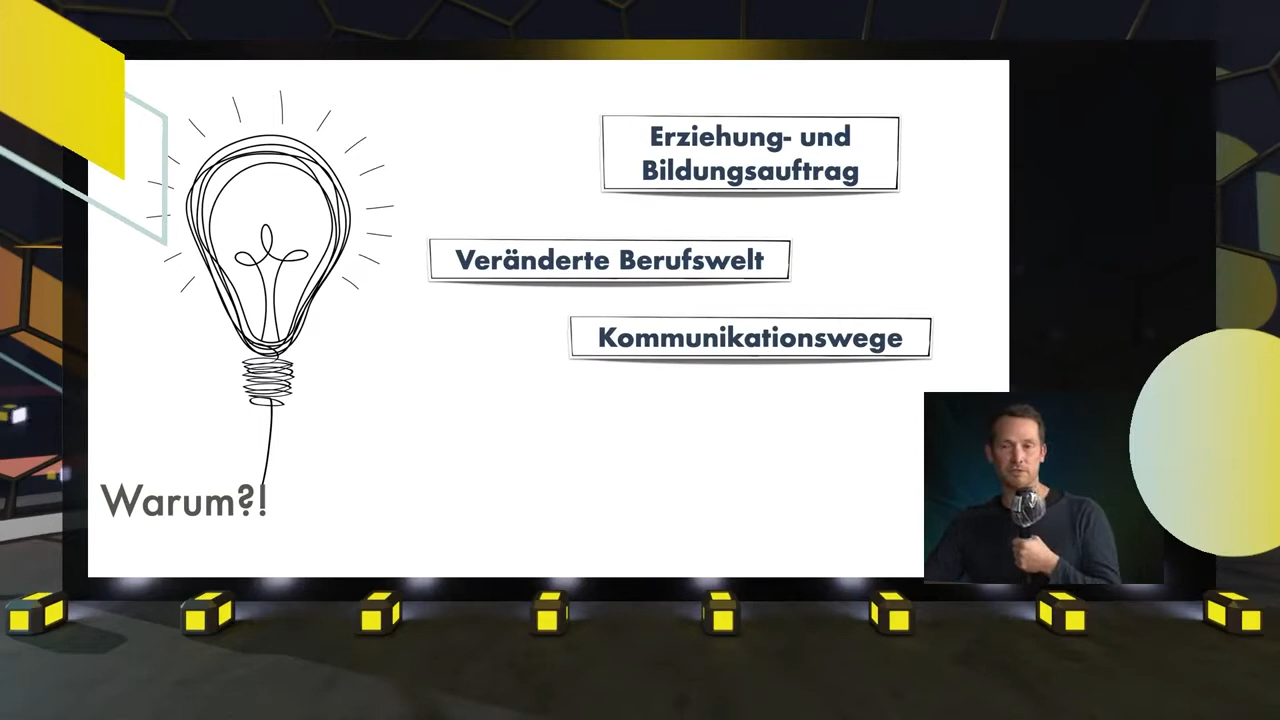 Erziehung- und
Bildungsauftrag
Veränderte Berufswelt
Kommunikationswege
Warum?!